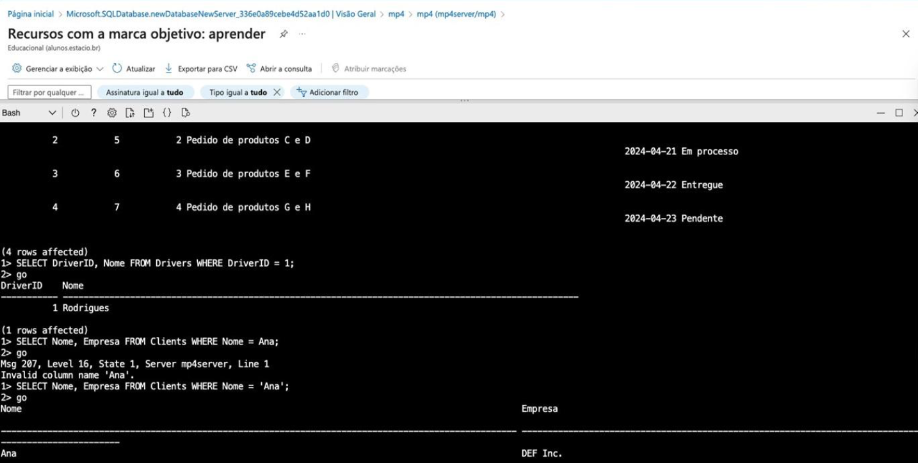 Página inicial > Microsoft.SQLDatabase.newDatabaseNewServer_336e0a89cebe4d52aa1d0 | Visão Geral > mp4 > mp4 (mp4server/mp4) >
Recursos com a marca objetivo: aprender
Educacional (alunos.estacio.br)
Gerenciar a exibição Atualizar Exportar para CSV Abrir a consulta Atribuir marcações
Filtrar por qualquer ... Assinatura igual a tudo Tipo igual a tudo Adicionar filtro
Bash
2 5 2 Pedido de produtos C e D
2024-04-21 Em processo
3 6 3 Pedido de produtos E e F
2024-04-22 Entregue
4 7 4 Pedido de produtos G e H
2024-04-23 Pendente
(4 rows affected)
1> SELECT DriverID, Nome FROM Drivers WHERE DriverID = 1;
2> go
DriverID Nome
1 Rodrigues
(1 rows affected)
1> SELECT Nome, Empresa FROM Clients WHERE Nome = Ana;
2> go
Msg 207, Level 16, State 1, Server mp4server, Line 1
Invalid column name 'Ana'.
1> SELECT Nome, Empresa FROM Clients WHERE Nome = 'Ana';
2> go
Nome Empresa
Ana DEF Inc.